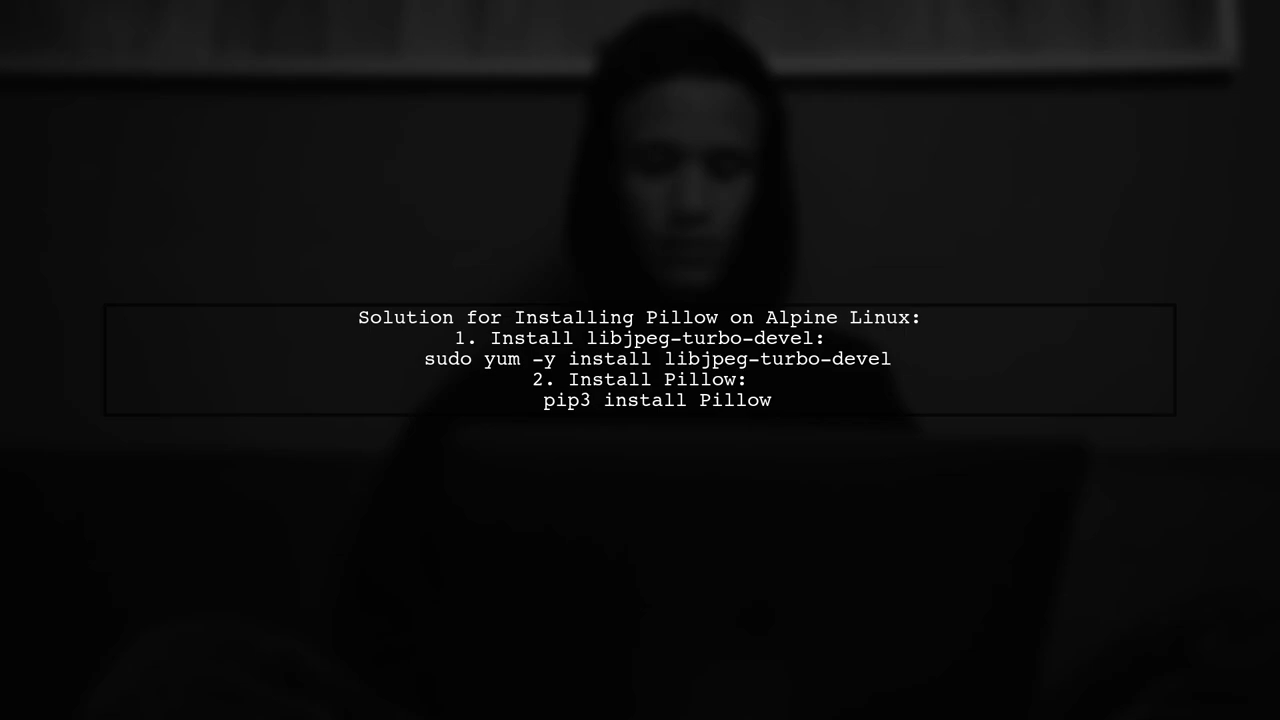 Solution for Installing Pillow on Alpine Linux:
1. Install libjpeg-turbo-devel:
sudo yum -y install libjpeg-turbo-devel
2. Install Pillow:
pip3 install Pillow